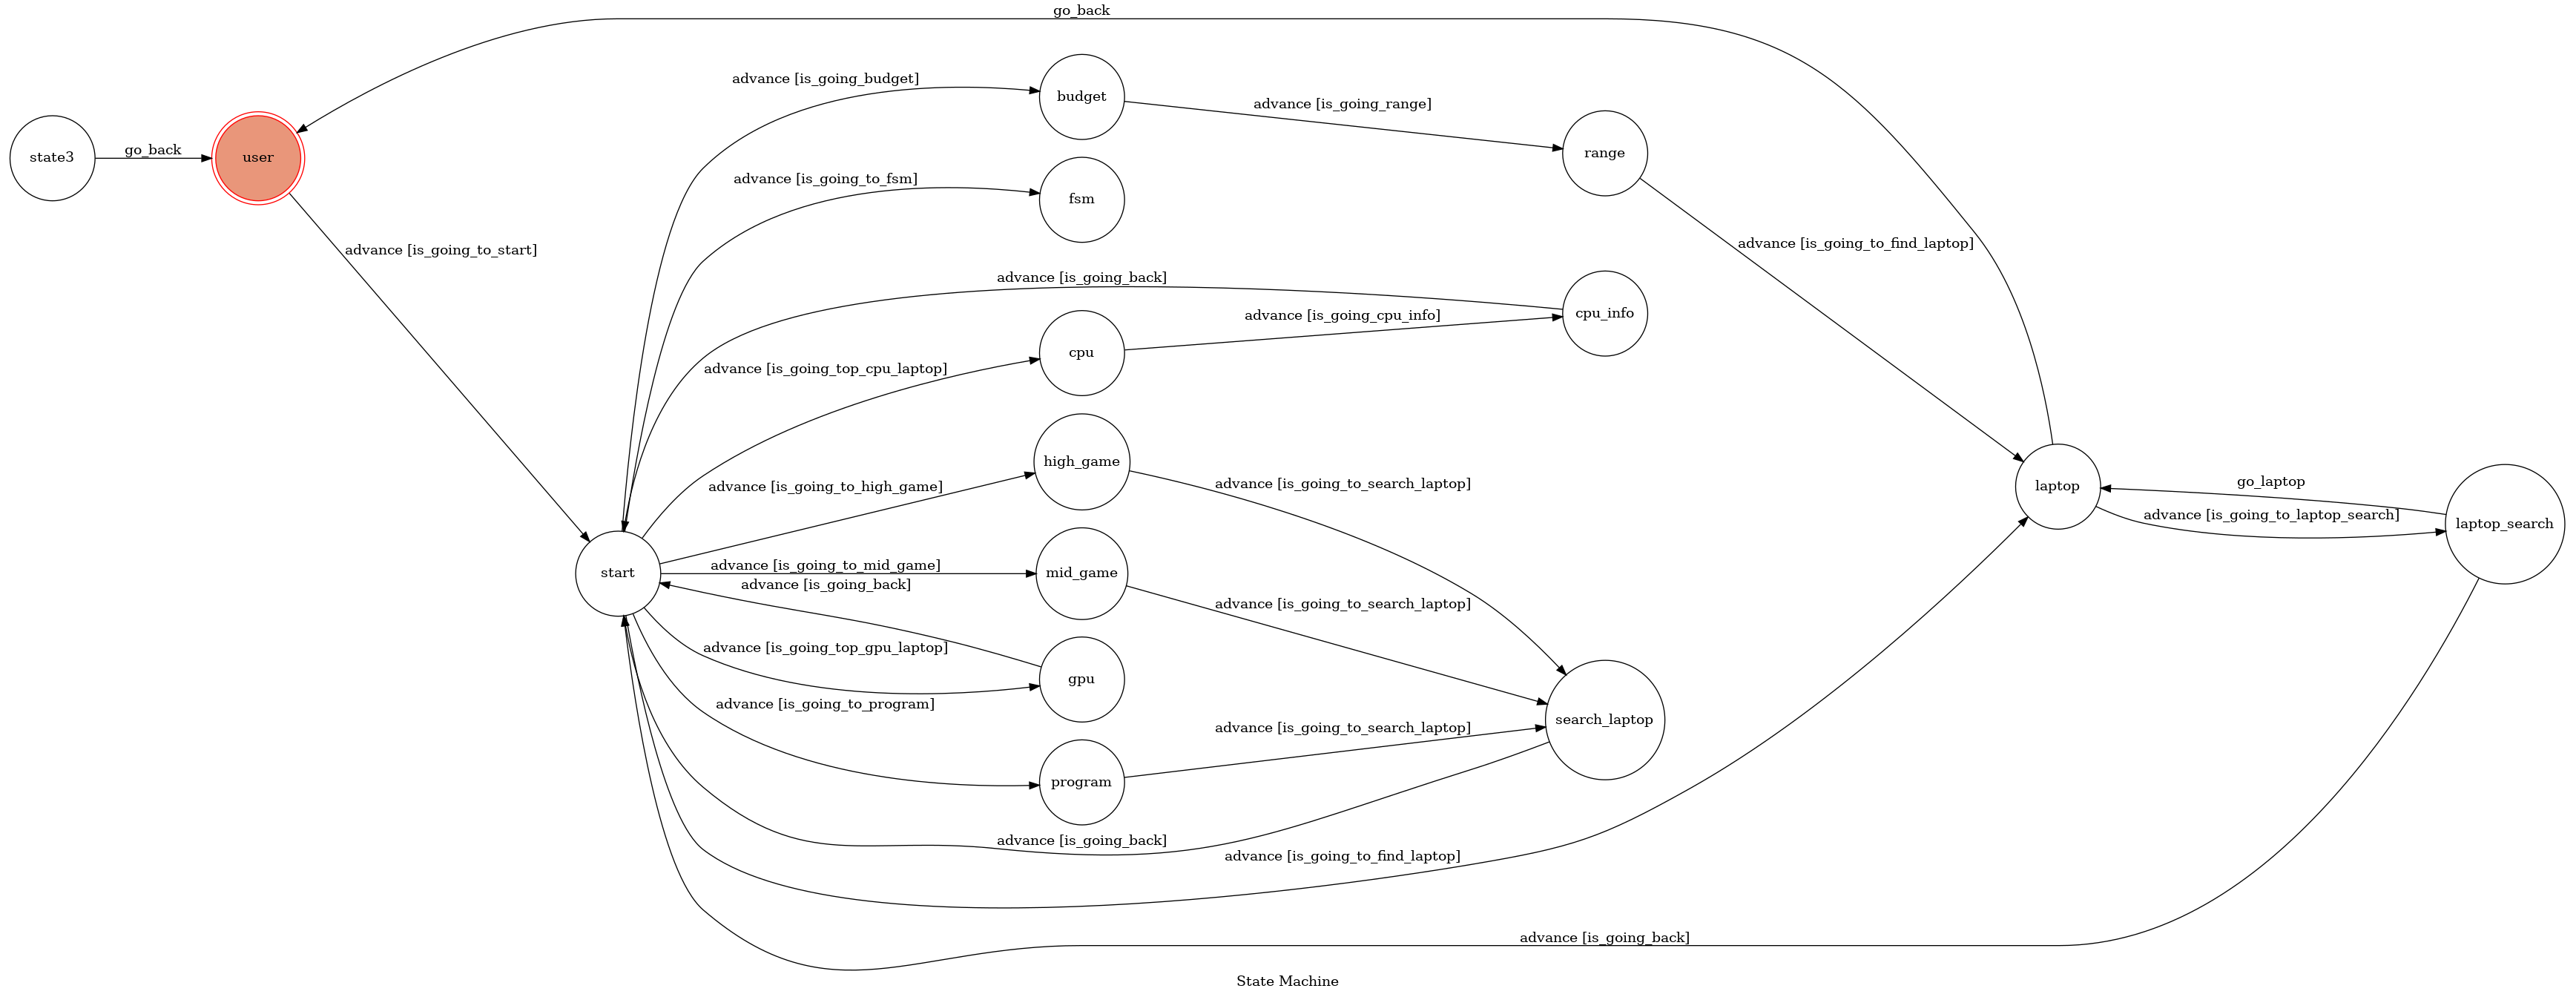 go_back
advance [is_going_budget]
budget
advance [is_going_range]
state3
go_back
user
range
advance [is_going_to_fsm]
fsm
advance [is_going_to_start]
advance [is_going_to_find_laptop]
advance [is_going_back]
cpu_info
advance [is_going_cpu_info]
cpu
advance [is_going_top_cpu_laptop]
high_game
advance [is_going_to_high_game]
advance [is_going_to_search_laptop]
laptop
go_laptop
advance [is_going_to_laptop_search]
laptop_search
start
advance [is_going_to_mid_game]
mid_game
advance [is_going_back]
advance [is_going_to_search_laptop]
advance [is_going_top_gpu_laptop]
gpu
advance [is_going_to_program]
search_laptop
advance [is_going_to_search_laptop]
program
advance [is_going_back]
advance [is_going_to_find_laptop]
advance [is_going_back]
State Machine